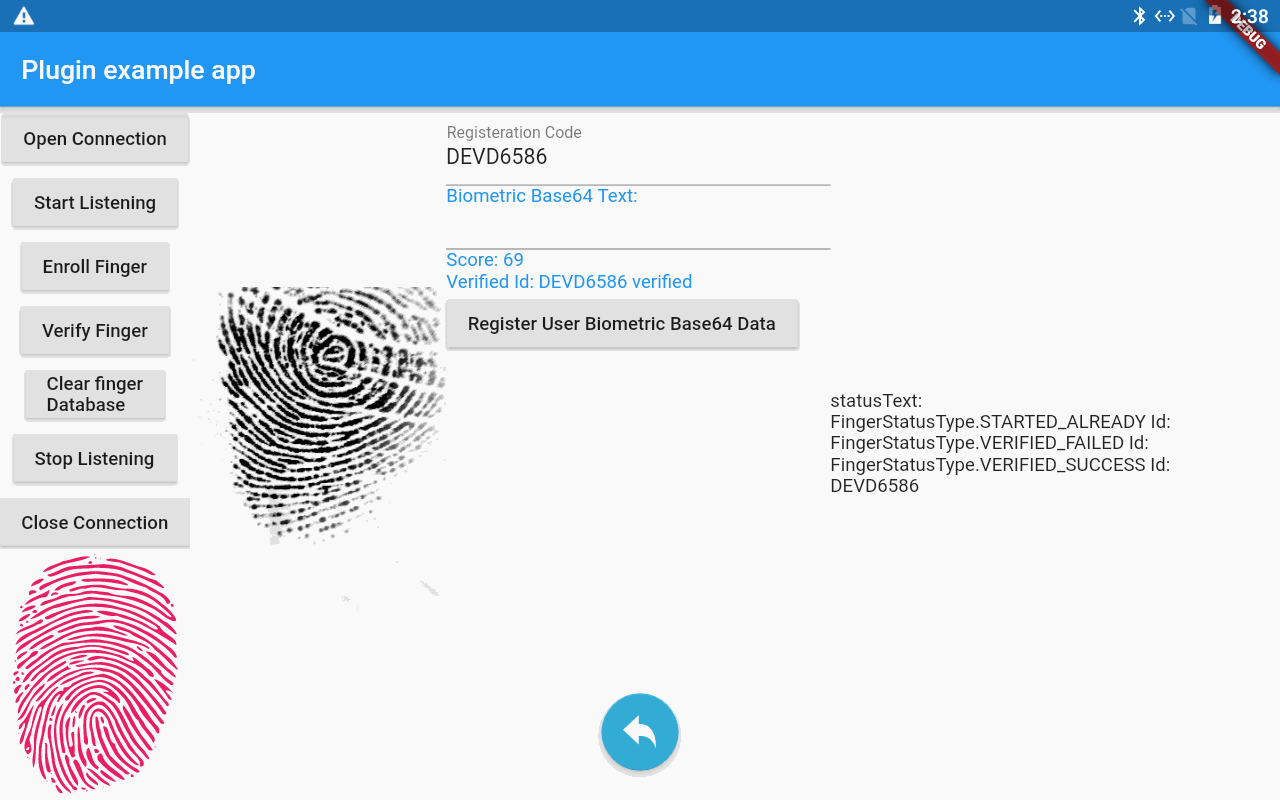 2:38
DEBUG
Plugin example app
Open Connection
Start Listening
Enroll Finger
Verify Finger
Clear finger
Database
Stop Listening
Close Connection
Registeration Code
DEVD6586
Biometric Base64 Text:
Score: 69
Verified Id: DEVD6586 verified
Register User Biometric Base64 Data
statusText:
FingerStatusType.STARTED_ALREADY Id:
FingerStatusType.VERIFIED_FAILED Id:
FingerStatusType.VERIFIED_SUCCESS Id:
DEVD6586